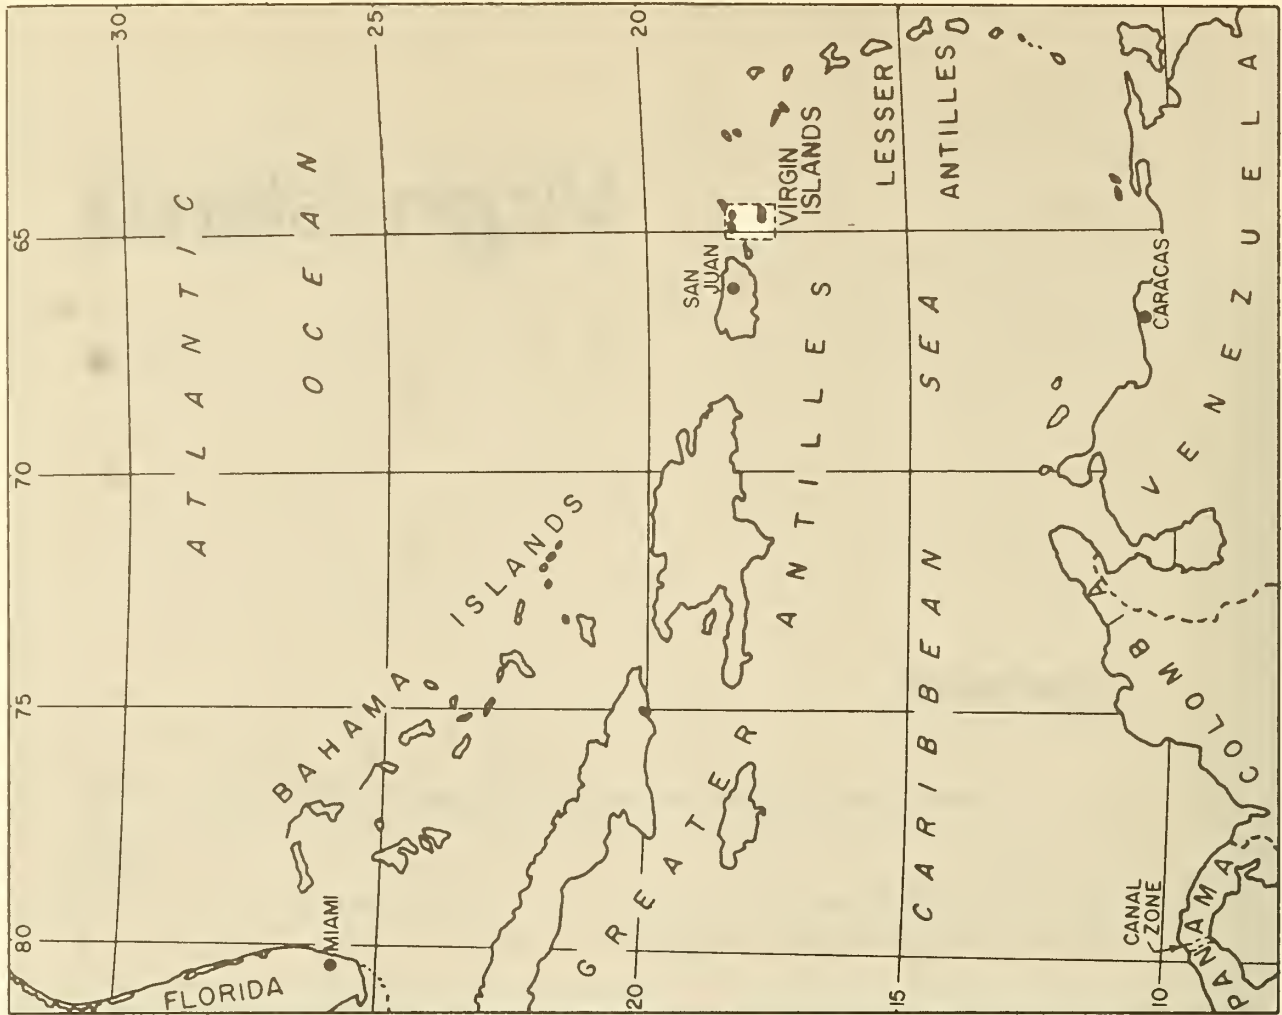 80
75
70
65
30
25
20
20
15
10
ATLANTIC
OCEAN
FLORIDA
MIAMI
BAHAMA
ISLANDS
GREATER
ANTILLES
SAN
JUAN
VIRGIN
ISLANDS
LESSER
ANTILLES
CARIBBEAN SEA
CANAL
ZONE
PANAMA
COLOMBIA
VENEZUELA
CARACAS